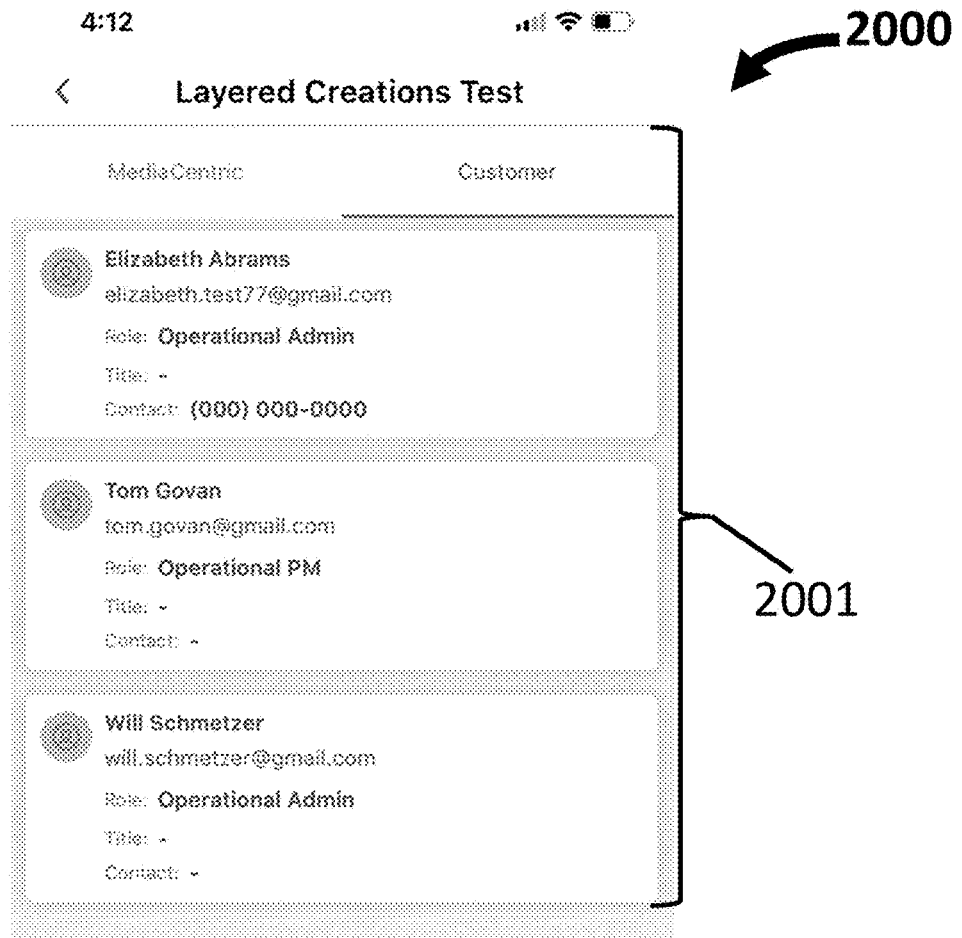 4:12
2000
Layered Creations Test
MediaCentric Customer
Elizabeth Abrams
elizabeth.test77@gmail.com
Role: Operational Admin
Title: -
Contact: (000) 000-0000
Tom Govan
tom.govan@gmail.com
Role: Operational PM
Title: -
Contact: -
2001
Will Schmetzer
will.schmetzer@gmail.com
Role: Operational Admin
Title: -
Contact: -